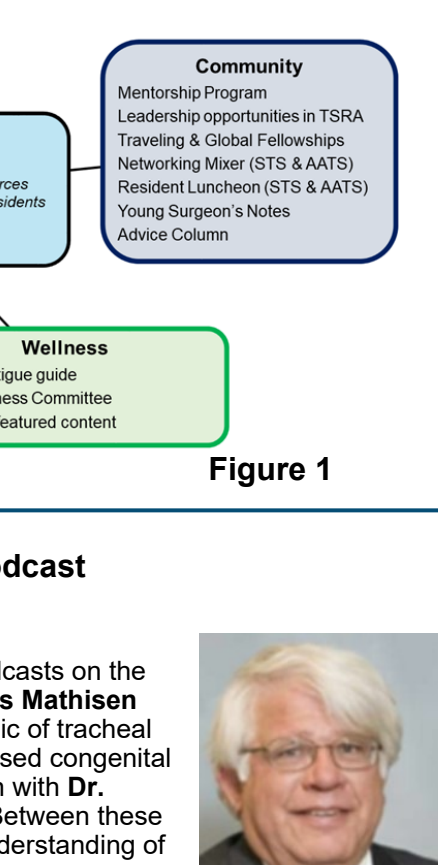 Community
Mentorship Program
Leadership opportunities in TSRA
Traveling & Global Fellowships
Networking Mixer (STS & AATS)
Resident Luncheon (STS & AATS)
Young Surgeon's Notes
Advice Column
rces
sidents
Wellness
igue guide
ness Committee
eatured content
Figure 1
odcast
dcasts on the
s Mathisen
ic of tracheal
sed congenital
n with Dr.
Between these
nderstanding of